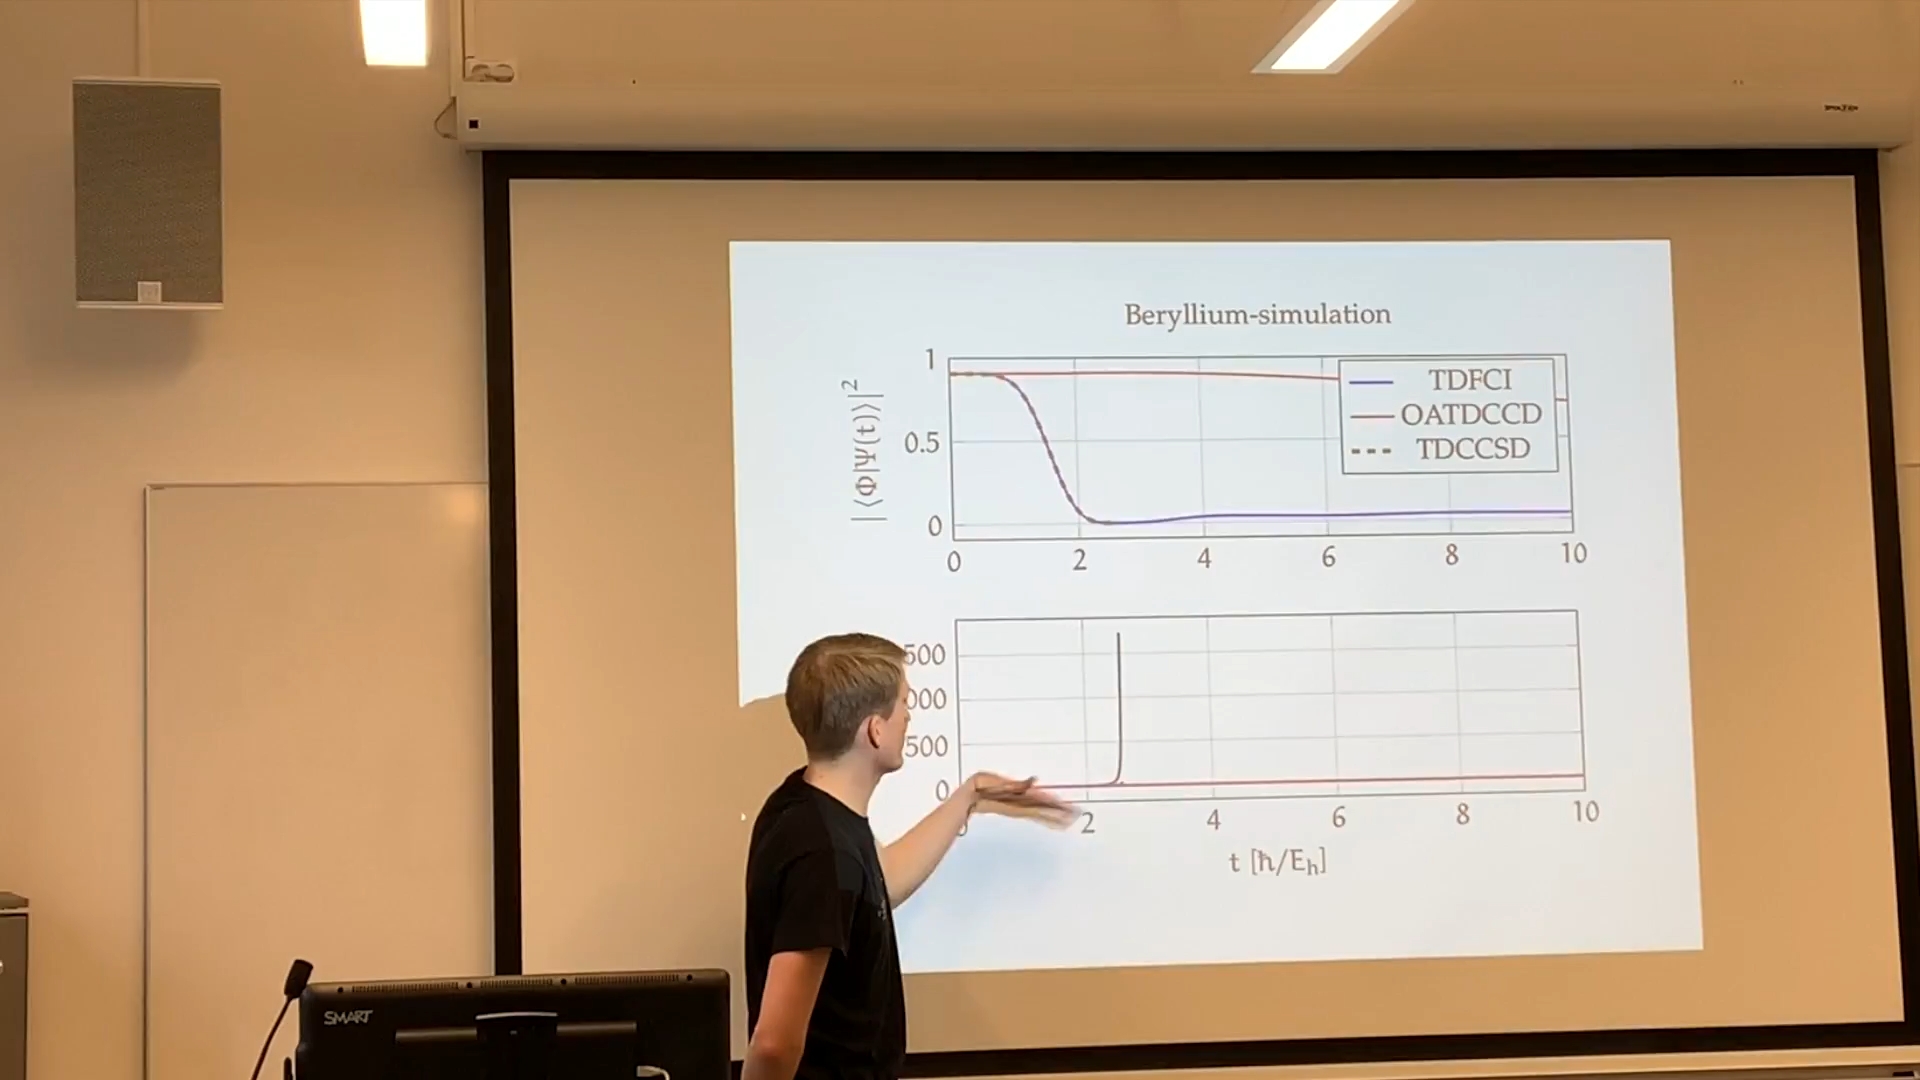 Beryllium-simulation
|⟨Φ|Ψ(t)⟩|²
1
0.5
0
TDFCI
OATDCCD
TDCCSD
0 2 4 6 8 10
500
000
500
0
2 4 6 8 10
t [ħ/Eₕ]
SMART